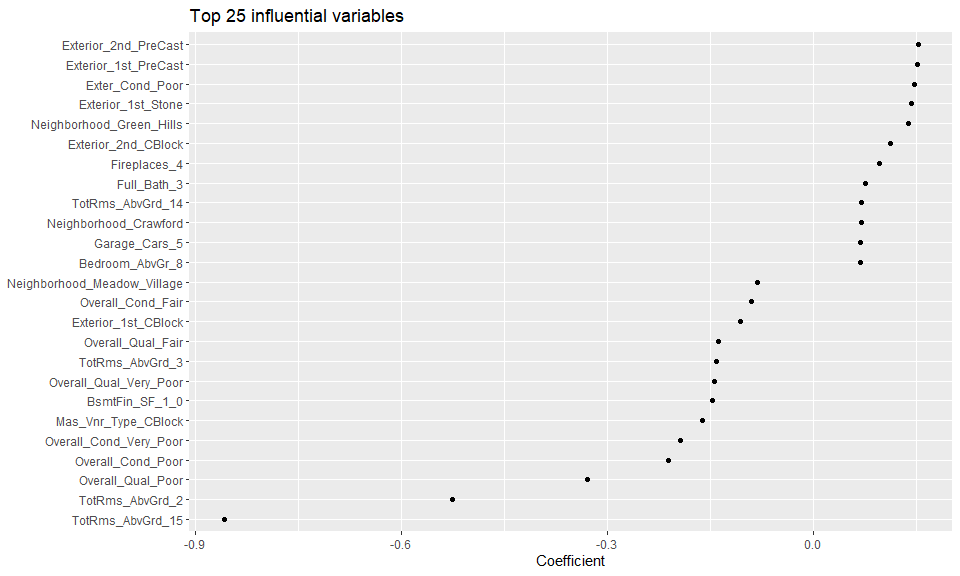 Top 25 influential variables
Exterior_2nd_PreCast
Exterior_1st_PreCast
Exter_Cond_Poor
Exterior_1st_Stone
Neighborhood_Green_Hills
Exterior_2nd_CBlock
Fireplaces_4
Full_Bath_3
TotRms_AbvGrd_14
Neighborhood_Crawford
Garage_Cars_5
Bedroom_AbvGr_8
Neighborhood_Meadow_Village
Overall_Cond_Fair
Exterior_1st_CBlock
Overall_Qual_Fair
TotRms_AbvGrd_3
Overall_Qual_Very_Poor
BsmtFin_SF_1_0
Mas_Vnr_Type_CBlock
Overall_Cond_Very_Poor
Overall_Cond_Poor
Overall_Qual_Poor
TotRms_AbvGrd_2
TotRms_AbvGrd_15
-0.9 -0.6 -0.3 0.0
Coefficient